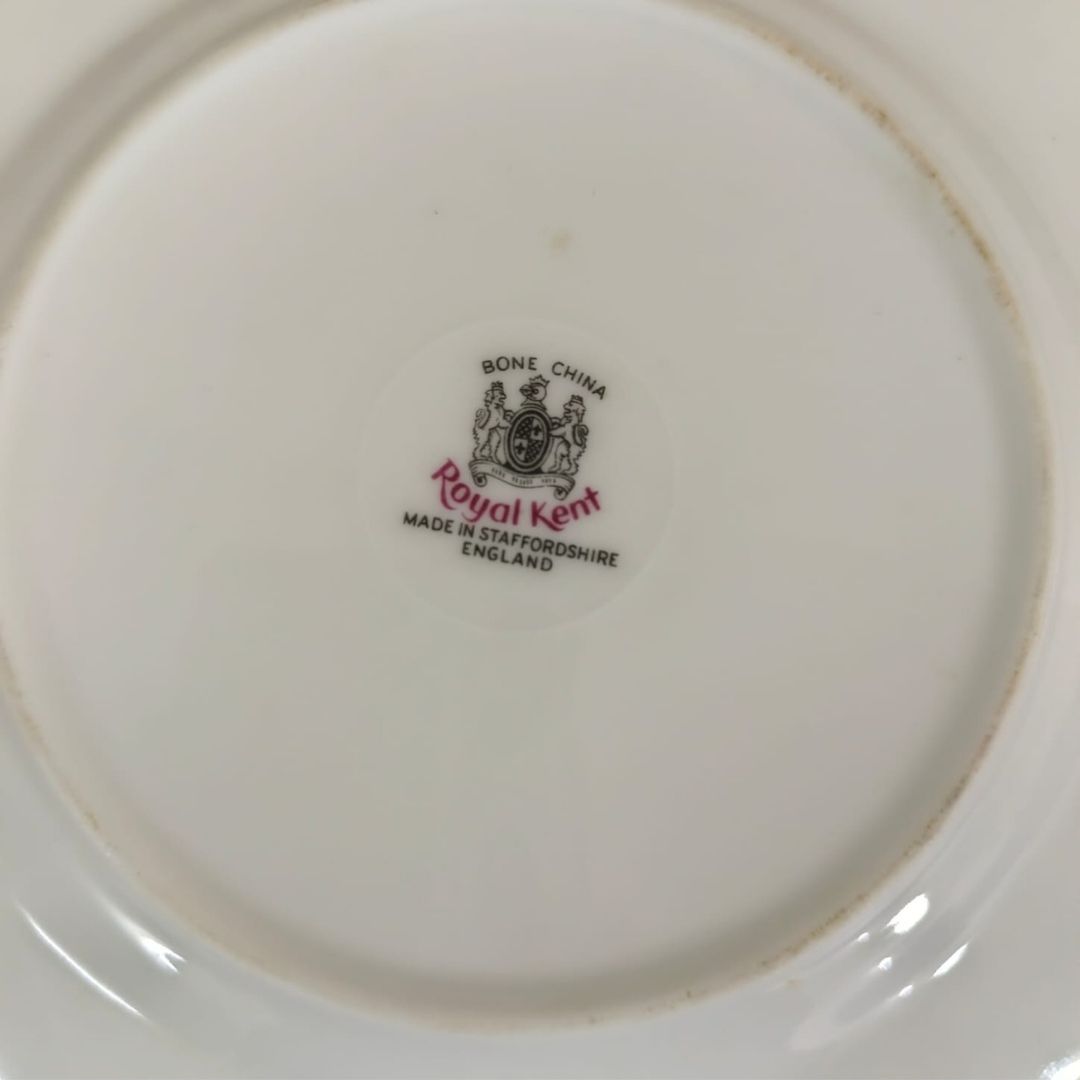 BONE CHINA
Royal Kent
MADE IN STAFFORDSHIRE
ENGLAND